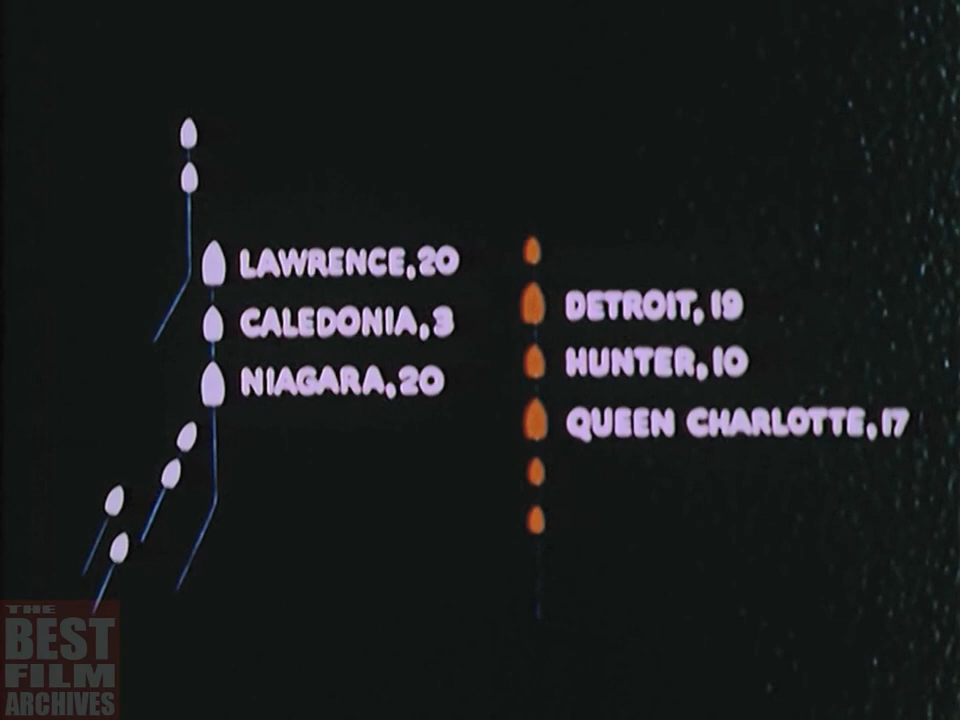 LAWRENCE, 20
CALEDONIA, 3
NIAGARA, 20
DETROIT, 19
HUNTER, 10
QUEEN CHARLOTTE, 17
THE
BEST
FILM
ARCHIVES